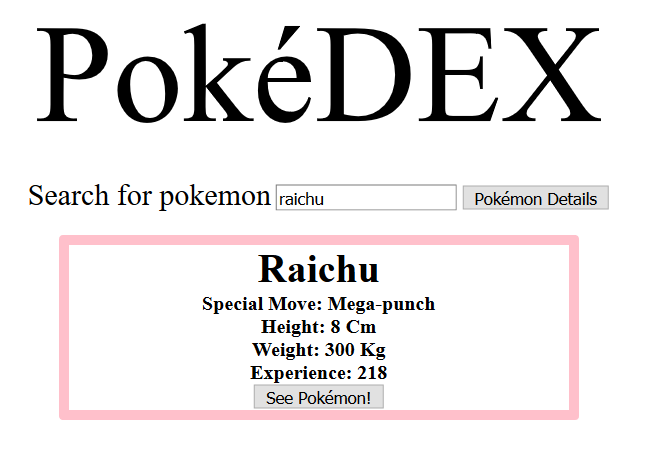 PokéDEX
Search for pokemon raichu Pokémon Details
Raichu
Special Move: Mega-punch
Height: 8 Cm
Weight: 300 Kg
Experience: 218
See Pokémon!